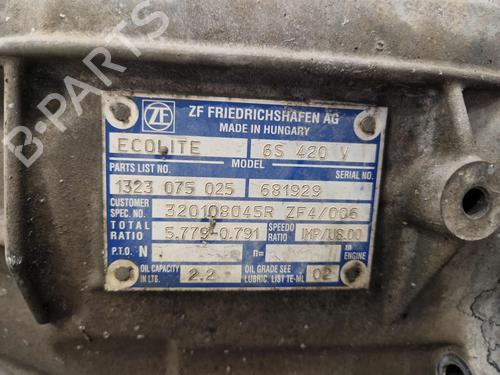 B-PARTS
ZF
ZF FRIEDRICHSHAFEN AG
MADE IN HUNGARY
ECOLITE 6S 420 V
MODEL
PARTS LIST NO. SERIAL NO.
1323 075 025 681929
CUSTOMER SPEC. NO. 320108045R ZF4/006
TOTAL RATIO 5.779-0.791 SPEEDO RATIO IMP/U8.00
P.T.O. N n= ENGINE
OIL CAPACITY IN LTS. 2.2 OIL GRADE SEE LUBRIC. LIST TE-ML 02
B-PARTS